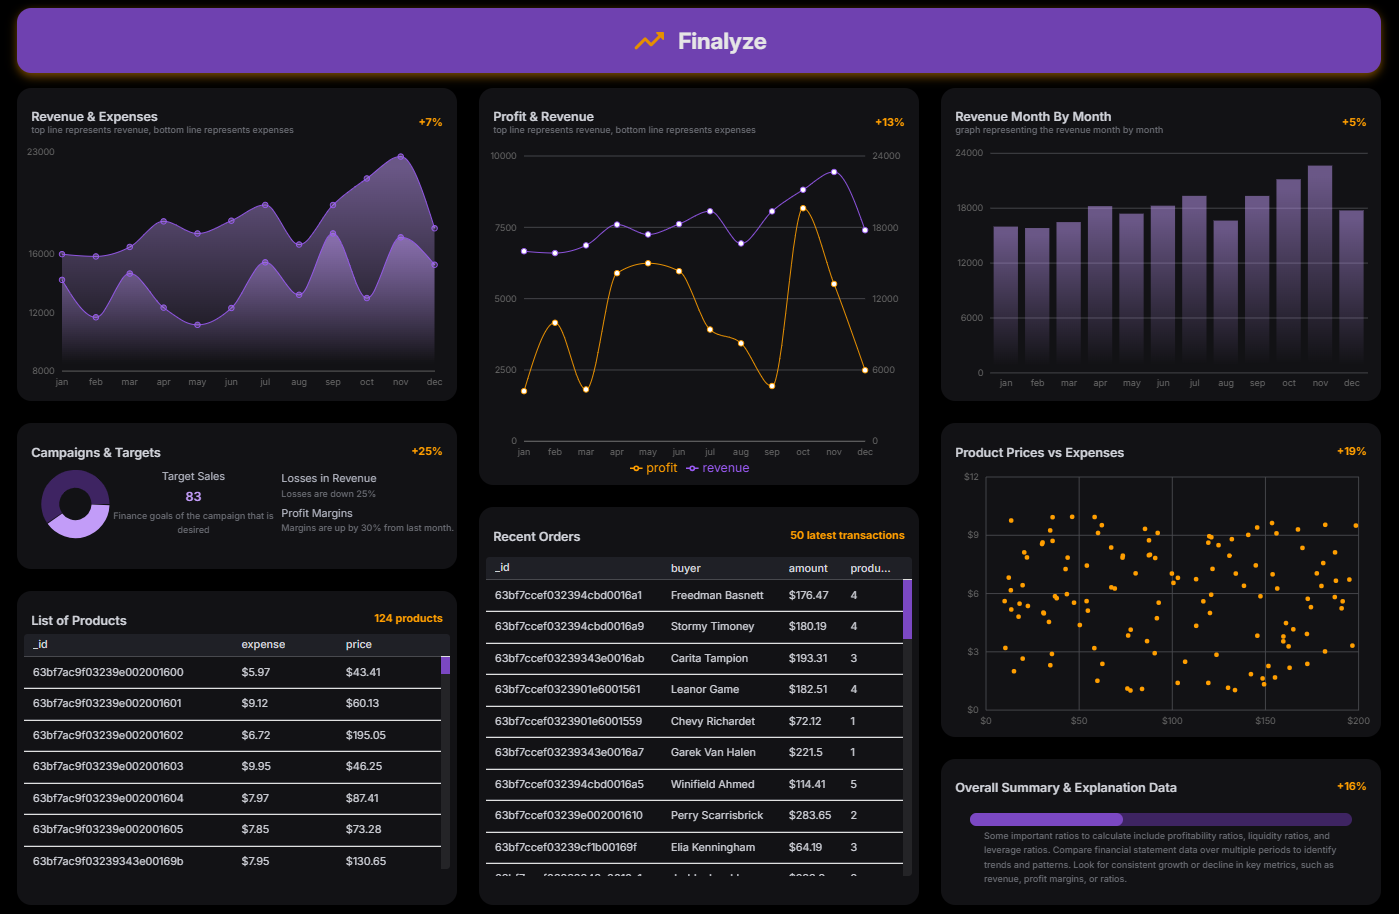 Finalyze
Revenue & Expenses
top line represents revenue, bottom line represents expenses
+7%
23000
16000
12000
8000
jan feb mar apr may jun jul aug sep oct nov dec
Campaigns & Targets
+25%
Target Sales
83
Finance goals of the campaign that is
desired
Losses in Revenue
Losses are down 25%
Profit Margins
Margins are up by 30% from last month.
List of Products
124 products
_id expense price
63bf7ac9f03239e002001600 $5.97 $43.41
63bf7ac9f03239e002001601 $9.12 $60.13
63bf7ac9f03239e002001602 $6.72 $195.05
63bf7ac9f03239e002001603 $9.95 $46.25
63bf7ac9f03239e002001604 $7.97 $87.41
63bf7ac9f03239e002001605 $7.85 $73.28
63bf7ac9f03239343e00169b $7.95 $130.65
Profit & Revenue
top line represents revenue, bottom line represents expenses
+13%
10000 24000
7500 18000
5000 12000
2500 6000
0 0
jan feb mar apr may jun jul aug sep oct nov dec
profit revenue
Recent Orders
50 latest transactions
_id buyer amount produ...
63bf7ccef032394cbd0016a1 Freedman Basnett $176.47 4
63bf7ccef032394cbd0016a9 Stormy Timoney $180.19 4
63bf7ccef03239343e0016ab Carita Tampion $193.31 3
63bf7ccef0323901e6001561 Leanor Game $182.51 4
63bf7ccef0323901e6001559 Chevy Richardet $72.12 1
63bf7ccef03239343e0016a7 Garek Van Halen $221.5 1
63bf7ccef032394cbd0016a5 Winifield Ahmed $114.41 5
63bf7ccef03239e002001610 Perry Scarrisbrick $283.65 2
63bf7ccef03239cf1b00169f Elia Kenningham $64.19 3
Revenue Month By Month
graph representing the revenue month by month
+5%
24000
18000
12000
6000
0
jan feb mar apr may jun jul aug sep oct nov dec
Product Prices vs Expenses
+19%
$12
$9
$6
$3
$0
$0 $50 $100 $150 $200
Overall Summary & Explanation Data
+16%
Some important ratios to calculate include profitability ratios, liquidity ratios, and
leverage ratios. Compare financial statement data over multiple periods to identify
trends and patterns. Look for consistent growth or decline in key metrics, such as
revenue, profit margins, or ratios.